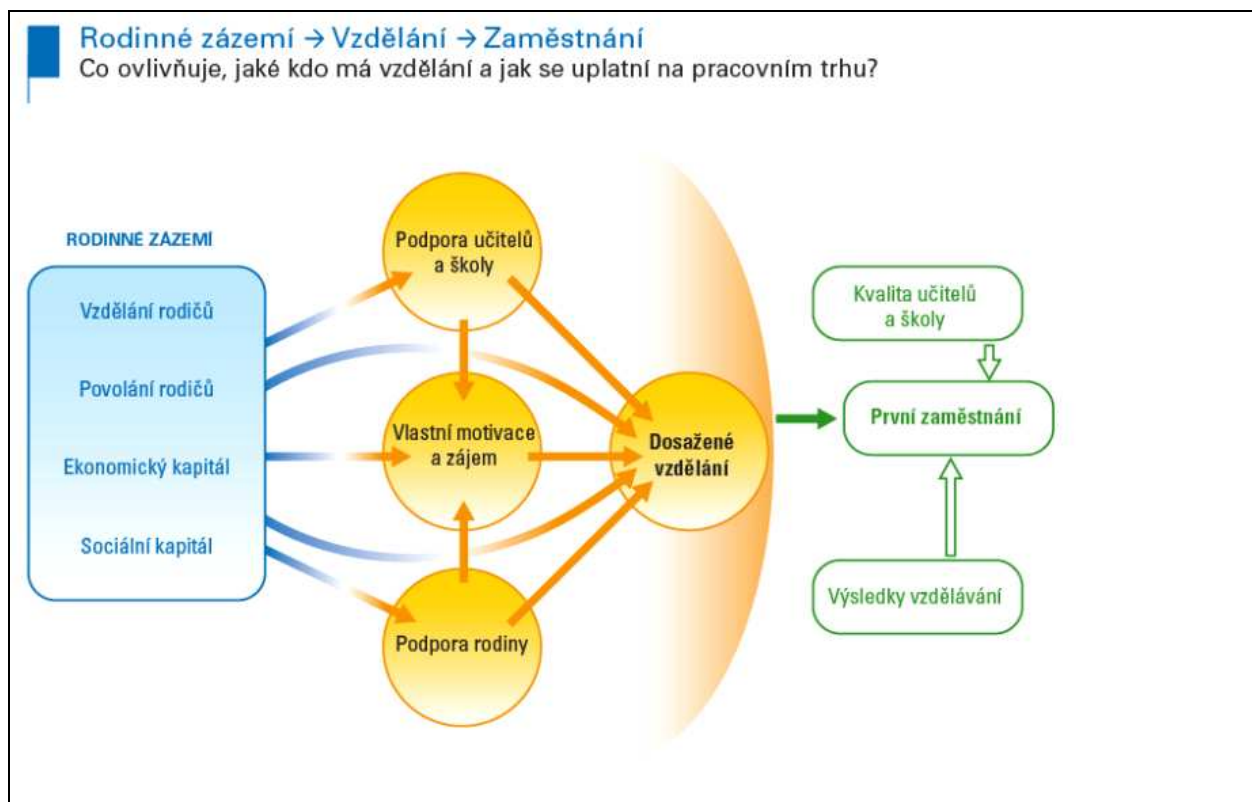 Rodinné zázemí → Vzdělání → Zaměstnání
Co ovlivňuje, jaké kdo má vzdělání a jak se uplatní na pracovním trhu?
RODINNÉ ZÁZEMÍ
Vzdělání rodičů
Povolání rodičů
Ekonomický kapitál
Sociální kapitál
Podpora učitelů
a školy
Vlastní motivace
a zájem
Podpora rodiny
Dosažené
vzdělání
Kvalita učitelů
a školy
První zaměstnání
Výsledky vzdělávání